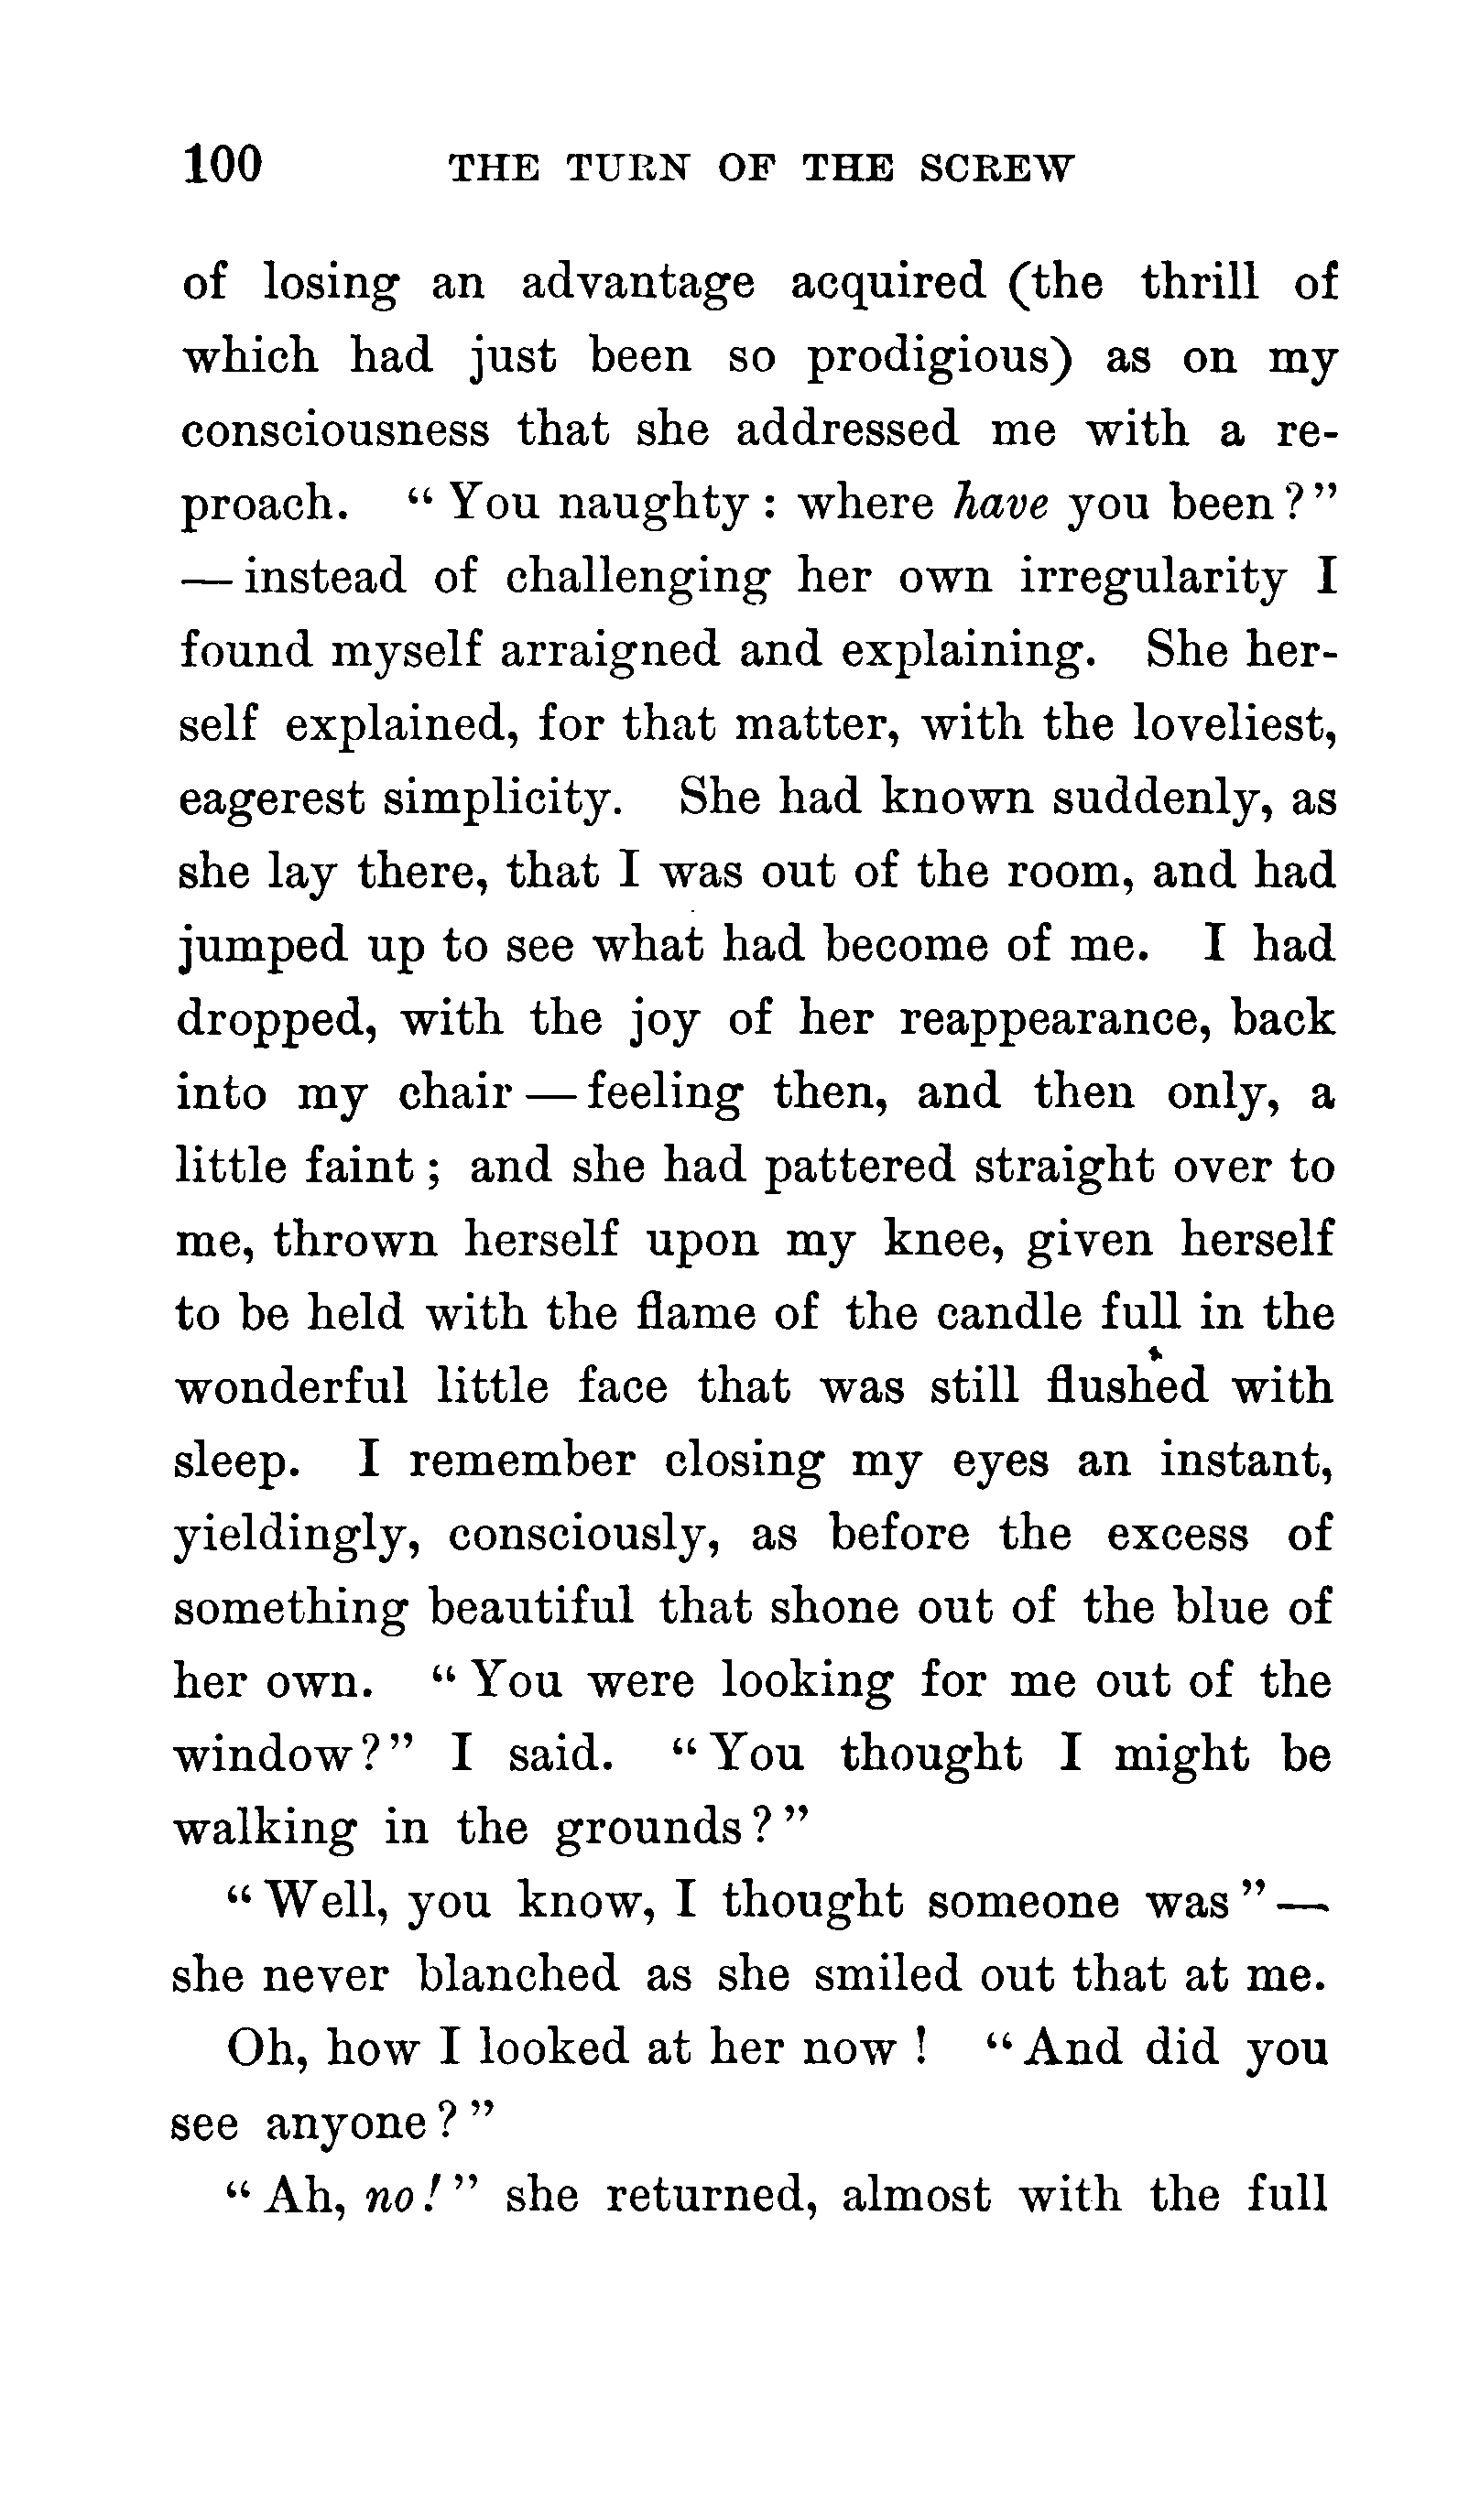 100 THE TURN OF THE SCREW
of losing an advantage acquired (the thrill of
which had just been so prodigious) as on my
consciousness that she addressed me with a re-
proach. “ You naughty : where have you been ? ”
— instead of challenging her own irregularity I
found myself arraigned and explaining. She her-
self explained, for that matter, with the loveliest,
eagerest simplicity. She had known suddenly, as
she lay there, that I was out of the room, and had
jumped up to see what had become of me. I had
dropped, with the joy of her reappearance, back
into my chair — feeling then, and then only, a
little faint ; and she had pattered straight over to
me, thrown herself upon my knee, given herself
to be held with the flame of the candle full in the
wonderful little face that was still flushed with
sleep. I remember closing my eyes an instant,
yieldingly, consciously, as before the excess of
something beautiful that shone out of the blue of
her own. “ You were looking for me out of the
window? ” I said. “ You thought I might be
walking in the grounds ? ”
“ Well, you know, I thought someone was ” —
she never blanched as she smiled out that at me.
Oh, how I looked at her now ! “ And did you
see anyone ? ”
“ Ah, no ! ” she returned, almost with the full